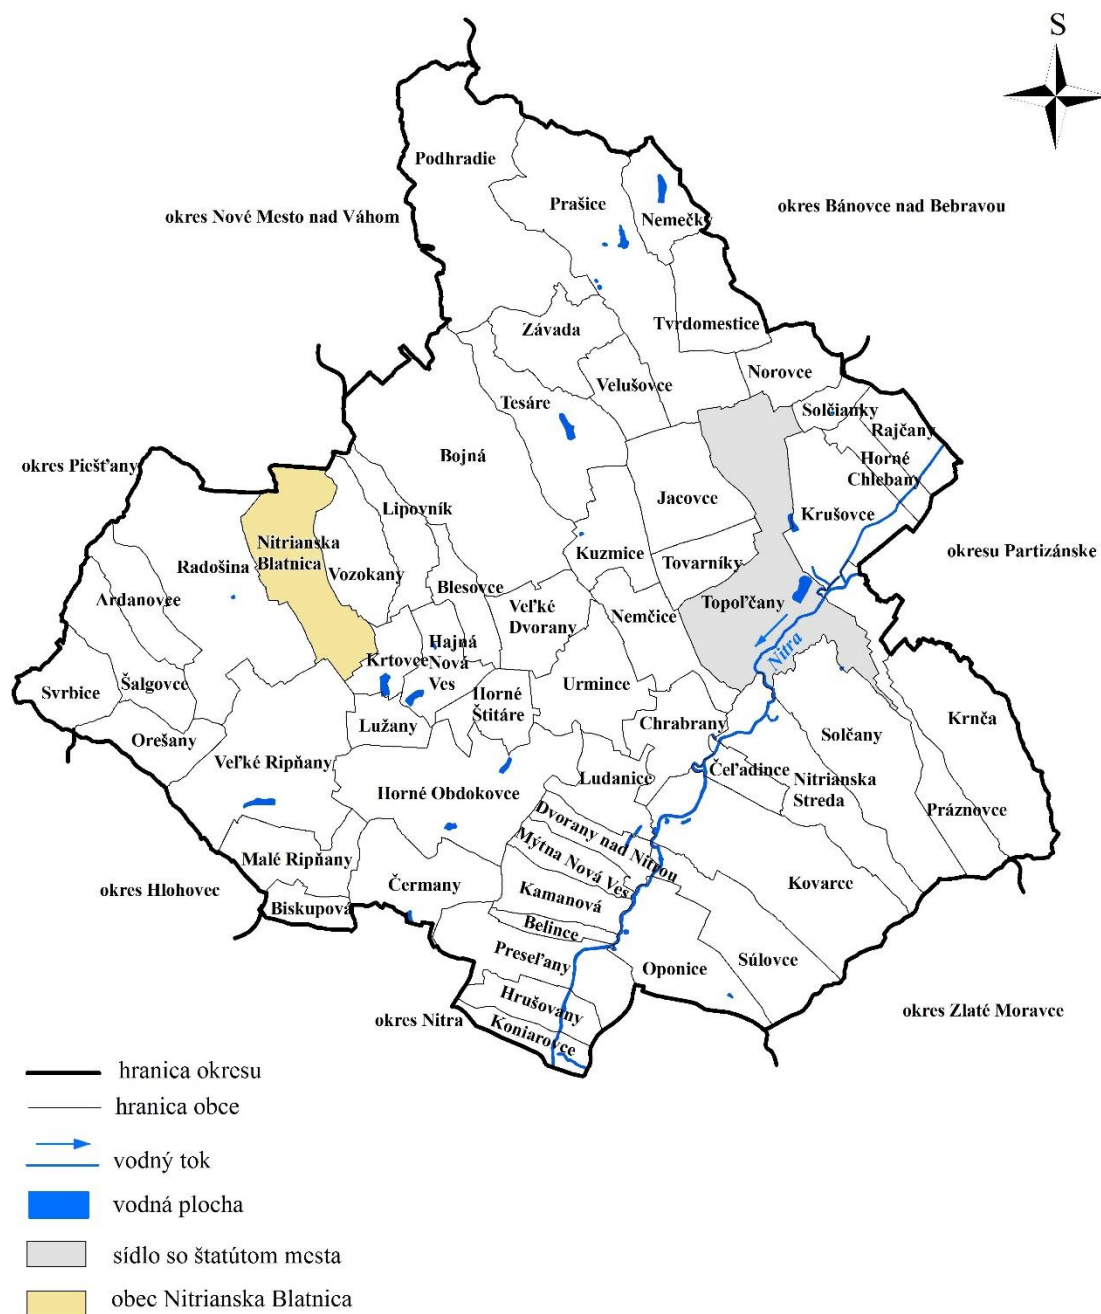 S
Podhradie
Prašice
Nemečky
okres Nové Mesto nad Váhom
okres Bánovce nad Bebravou
Závada
Tvrdomestice
Velušovce
Norovce
Tesáre
Solčianky
Rajčany
Bojná
Horné
Chlebany
okres Piešťany
Lipovník
Jacovce
Krušovce
Nitrianska
Blatnica
Radošina
Vozokany
Kuzmice
Tovarníky
okresu Partizánske
Blesovce
Ardanovce
Veľké
Dvorany
Nemčice
Topoľčany
Nitra
Hajná
Nová
Ves
Krtovce
Svrbice
Šalgovce
Horné
Štitáre
Urmince
Krnča
Orešany
Lužany
Chrabrany
Solčany
Veľké Ripňany
Ludanice
Čeľadince
Nitrianska
Streda
Horné Obdokovce
Práznovce
Dvorany nad Nitrou
Malé Ripňany
Mýtna Nová Ves
okres Hlohovec
Čermany
Kamanová
Kovarce
Biskupová
Belince
Preseľany
Oponice
Súlovce
Hrušovany
okres Nitra
Koniarovce
okres Zlaté Moravce
hranica okresu
hranica obce
vodný tok
vodná plocha
sídlo so štatútom mesta
obec Nitrianska Blatnica